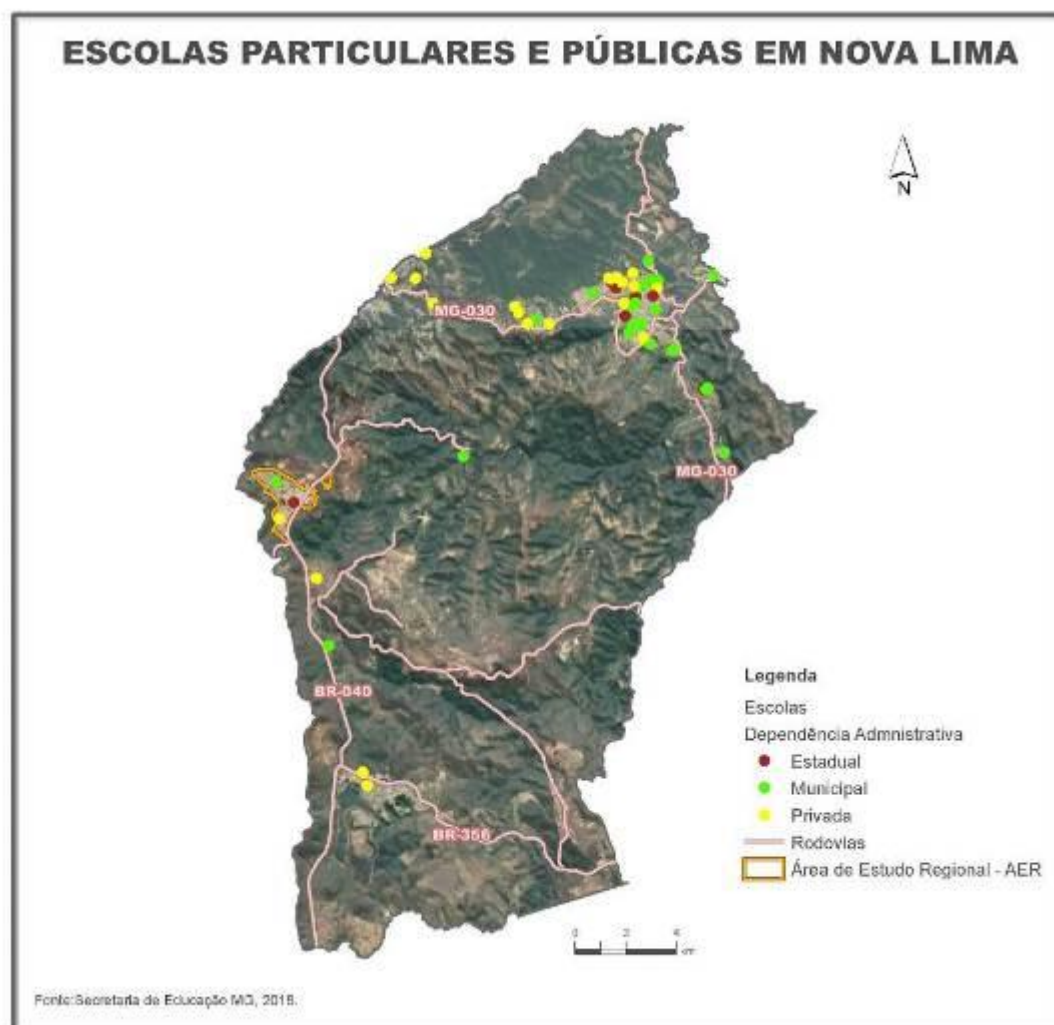 ESCOLAS PARTICULARES E PÚBLICAS EM NOVA LIMA
N
MG-030
MG-030
BR-040
BR-356
Legenda
Escolas
Dependência Admnistrativa
Estadual
Municipal
Privada
Rodovias
Área de Estudo Regional - AER
0 2 4
Fonte:Secretaria de Educação MG,